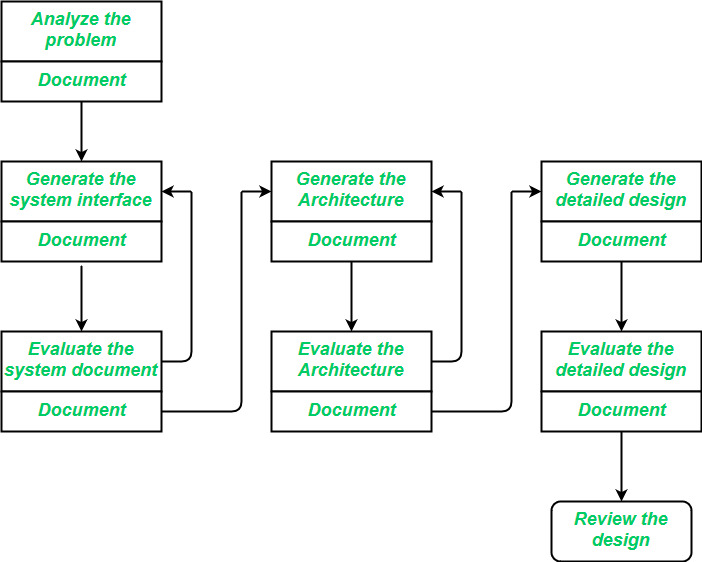 Analyze the
problem
Document
Generate the
system interface
Document
Evaluate the
system document
Document
Generate the
Architecture
Document
Evaluate the
Architecture
Document
Generate the
detailed design
Document
Evaluate the
detailed design
Document
Review the
design